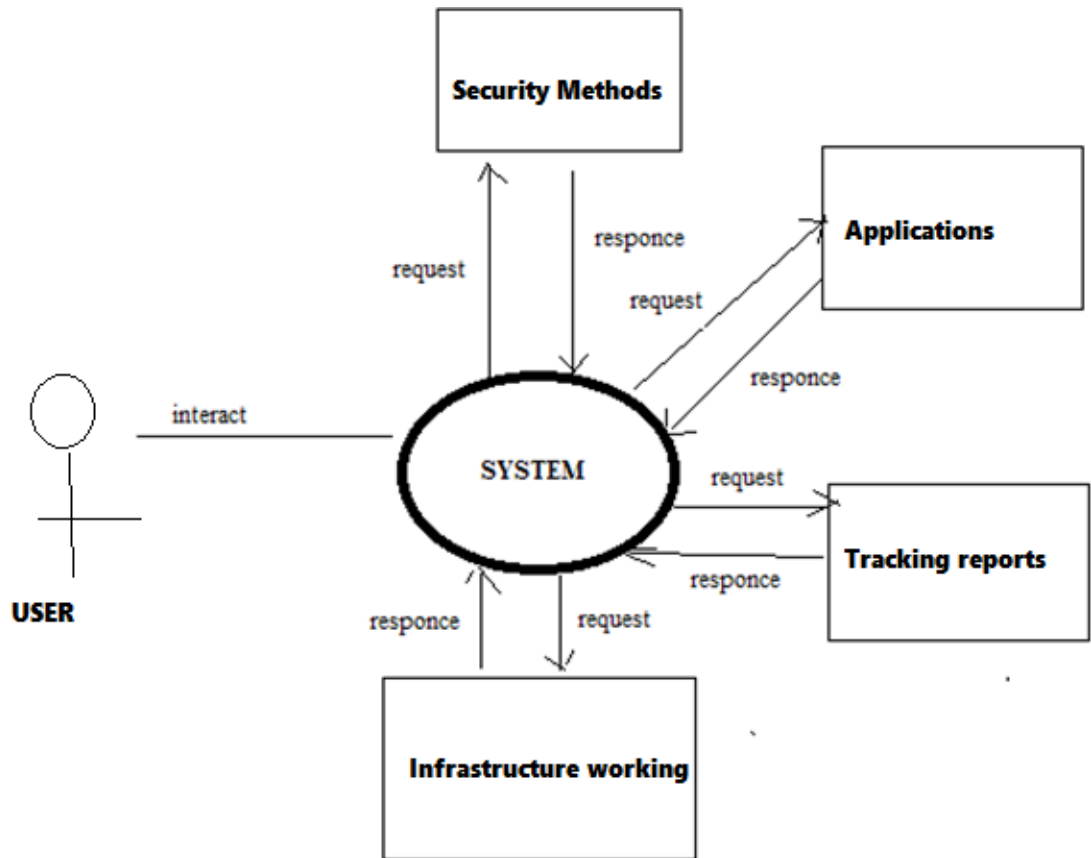 Security Methods
responce
request
Applications
request
responce
interact
SYSTEM
request
Tracking reports
responce
USER
responce
request
Infrastructure working